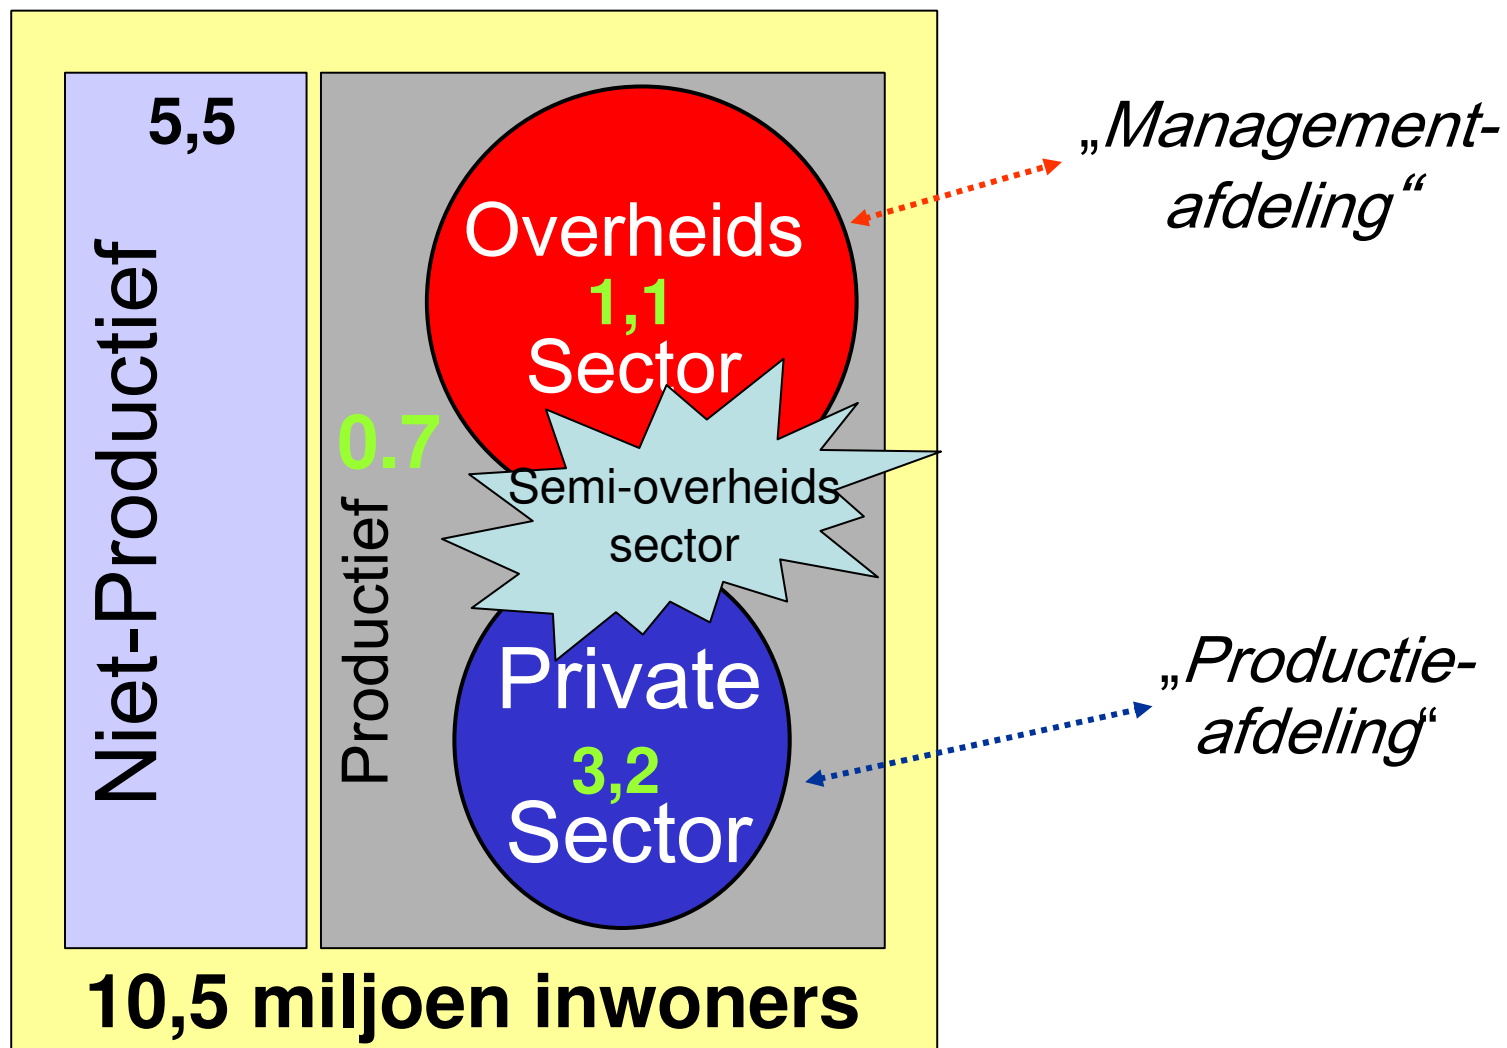 5,5
Niet-Productief
Productief
0.7
Overheids
1,1
Sector
Semi-overheids
sector
Private
3,2
Sector
10,5 miljoen inwoners
„Management-
afdeling“
„Productie-
afdeling“